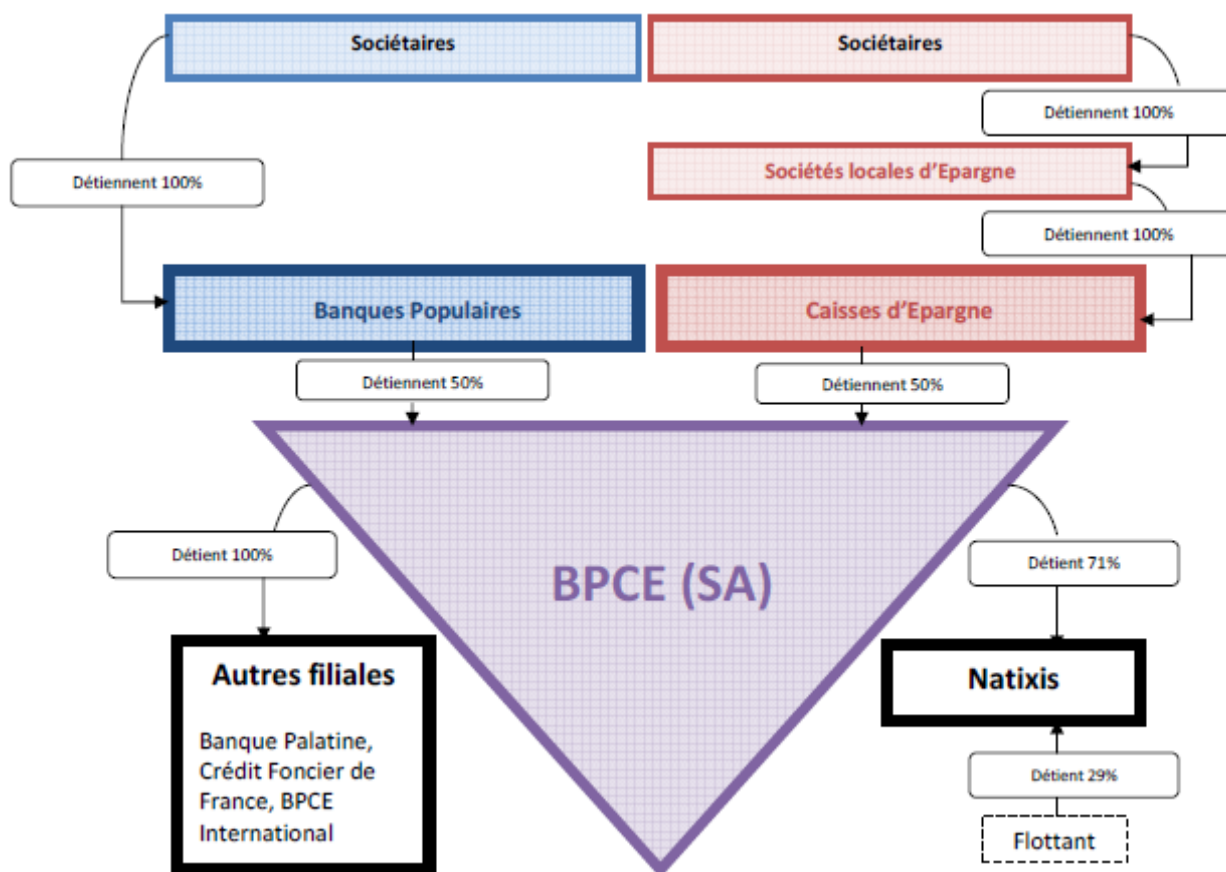 Sociétaires
Sociétaires
Détiennent 100%
Sociétés locales d'Epargne
Détiennent 100%
Détiennent 100%
Banques Populaires
Caisses d'Epargne
Détiennent 50%
Détiennent 50%
BPCE (SA)
Détient 100%
Détient 71%
Autres filiales
Banque Palatine,
Crédit Foncier de
France, BPCE
International
Natixis
Détient 29%
Flottant